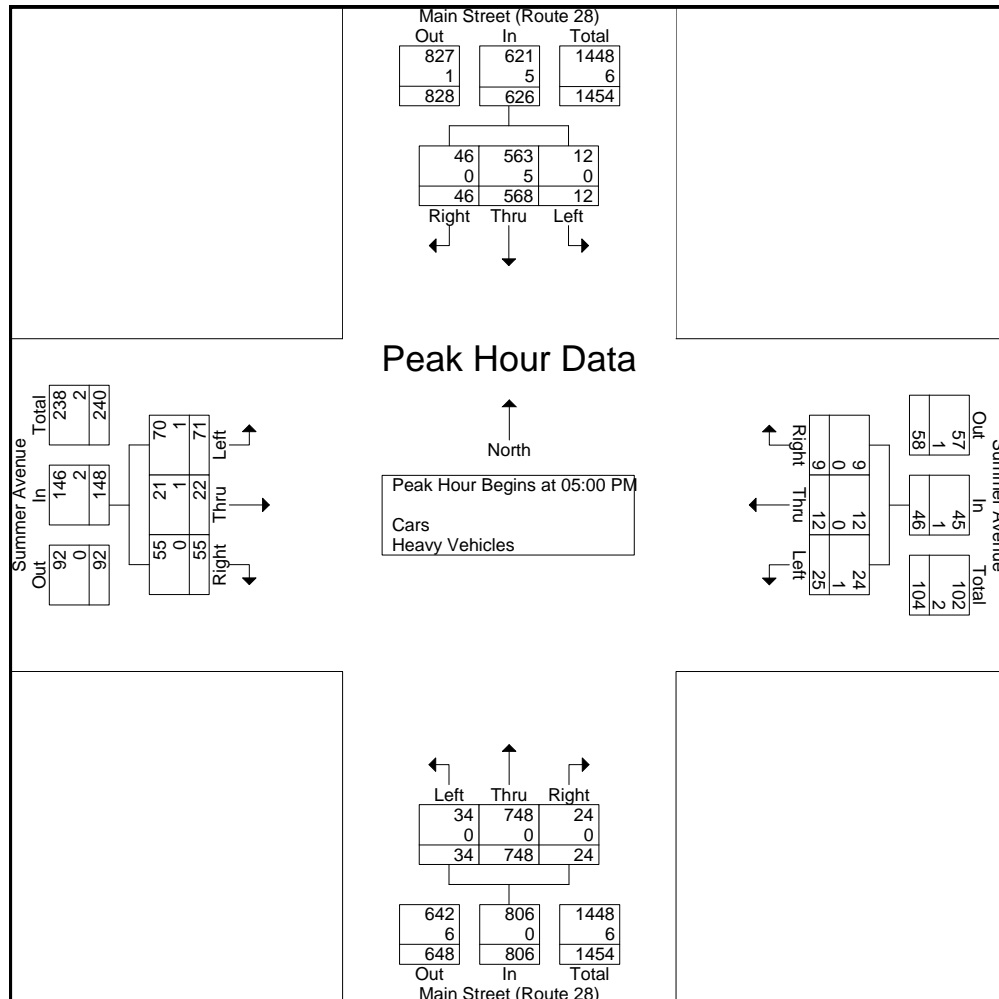 Main Street (Route 28)
Out In Total
827 621 1448
1 5 6
828 626 1454
46 563 12
0 5 0
46 568 12
Right Thru Left
Peak Hour Data
North
Peak Hour Begins at 05:00 PM
Cars
Heavy Vehicles
Summer Avenue
Total In Out
238 146 92
2 2 0
240 148 92
70 21 55
1 1 0
71 22 55
Left Thru Right
Right Thru Left
9 12 25
0 0 1
9 12 24
58 46 104
1 1 2
57 45 102
Out In Total
Summer Avenue
Left Thru Right
34 748 24
0 0 0
34 748 24
642 806 1448
6 0 6
648 806 1454
Out In Total
Main Street (Route 28)